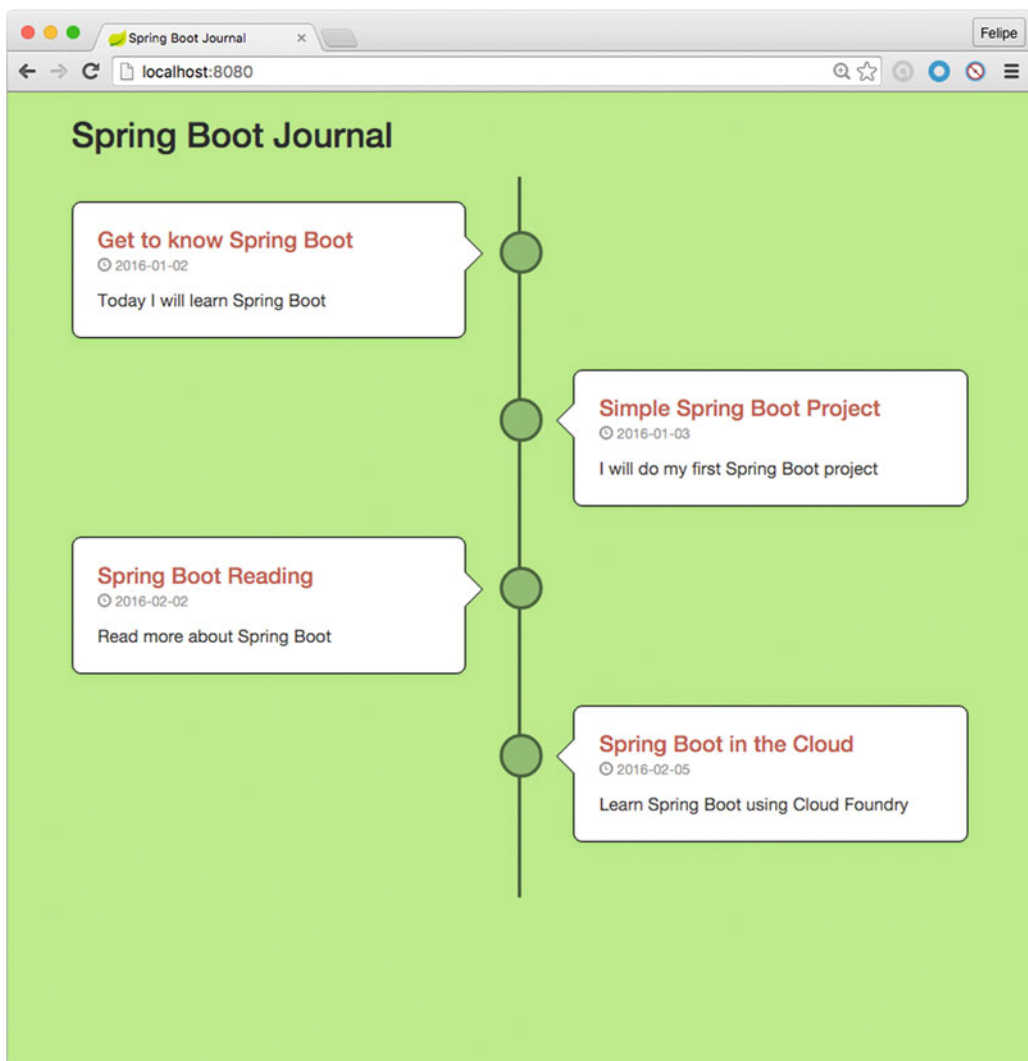 Spring Boot Journal
Felipe
localhost:8080
Spring Boot Journal
Get to know Spring Boot
2016-01-02
Today I will learn Spring Boot
Simple Spring Boot Project
2016-01-03
I will do my first Spring Boot project
Spring Boot Reading
2016-02-02
Read more about Spring Boot
Spring Boot in the Cloud
2016-02-05
Learn Spring Boot using Cloud Foundry